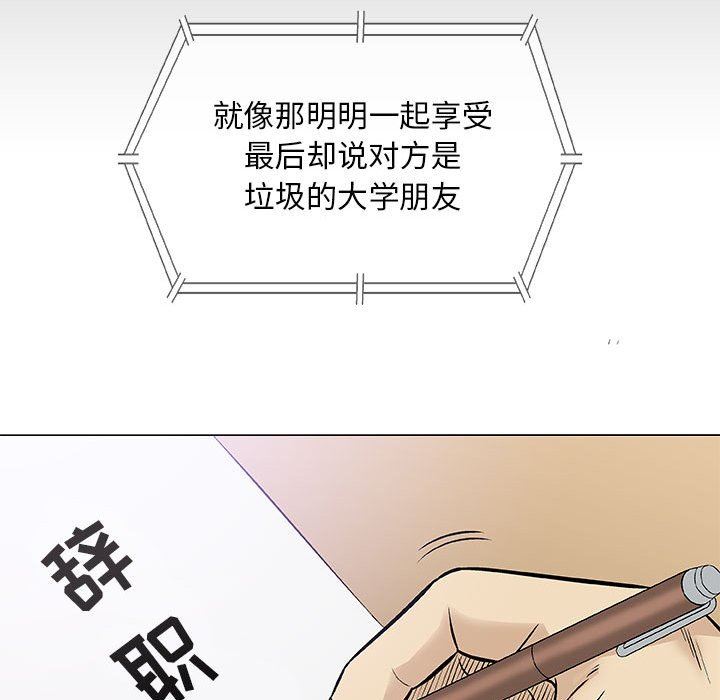 就像那明明一起享受
最后却说对方是
垃圾的大学朋友
辞
职